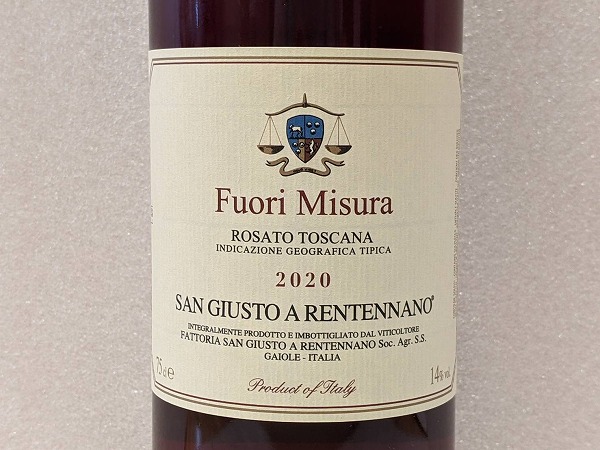 Fuori Misura
ROSATO TOSCANA
INDICAZIONE GEOGRAFICA TIPICA
2020
SAN GIUSTO A RENTENNANO®
INTEGRALMENTE PRODOTTO E IMBOTTIGLIATO DAL VITICOLTORE
FATTORIA SAN GIUSTO A RENTENNANO Soc. Agr. S.S.
GAIOLE - ITALIA
75 cl e
14% vol
Product of Italy